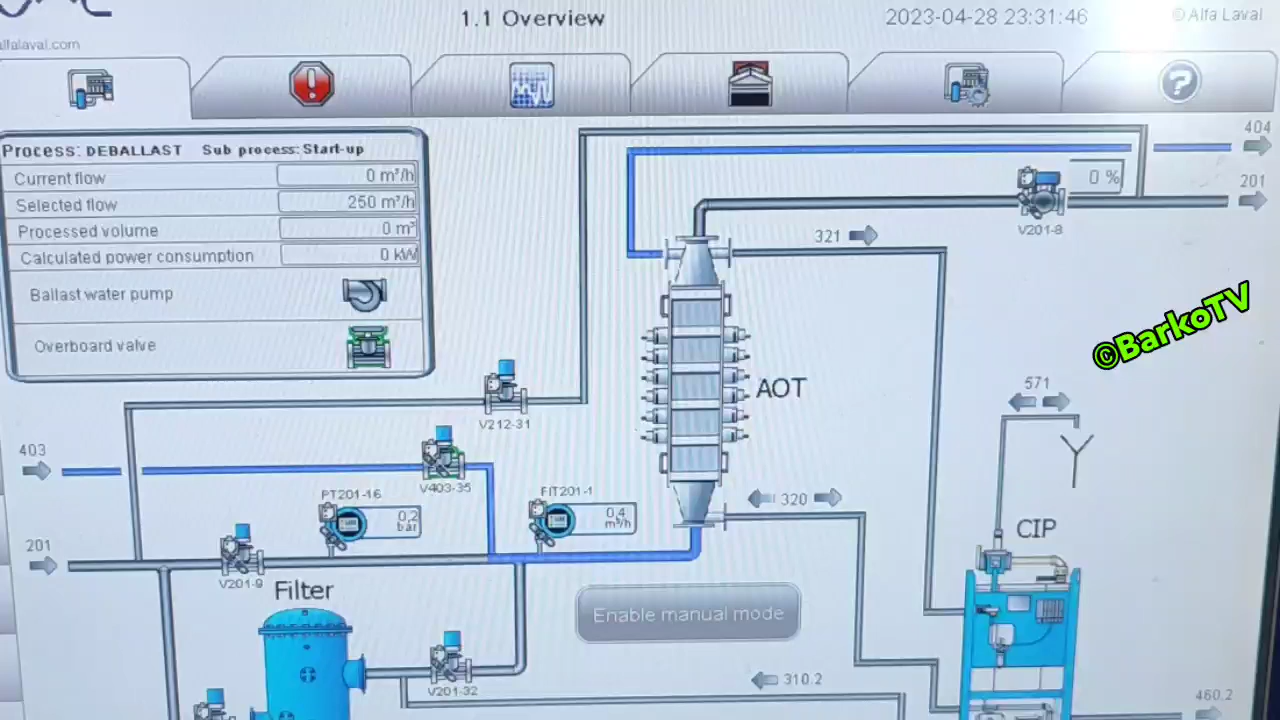 1.1 Overview
2023-04-28 23:31:46
© Alfa Laval
alfalaval.com
Process: DEBALLAST Sub process: Start-up
Current flow 0 m³/h
Selected flow 250 m³/h
Processed volume 0 m³
Calculated power consumption 0 kW
Ballast water pump
Overboard valve
404
201
0 %
V201-8
321
©BarkoTV
AOT
571
V212-31
403
V403-35
PT201-16
0,2
bar
FIT201-1
0,4
m³/h
320
201
V201-9
CIP
Filter
Enable manual mode
V201-32
310.2
460.2